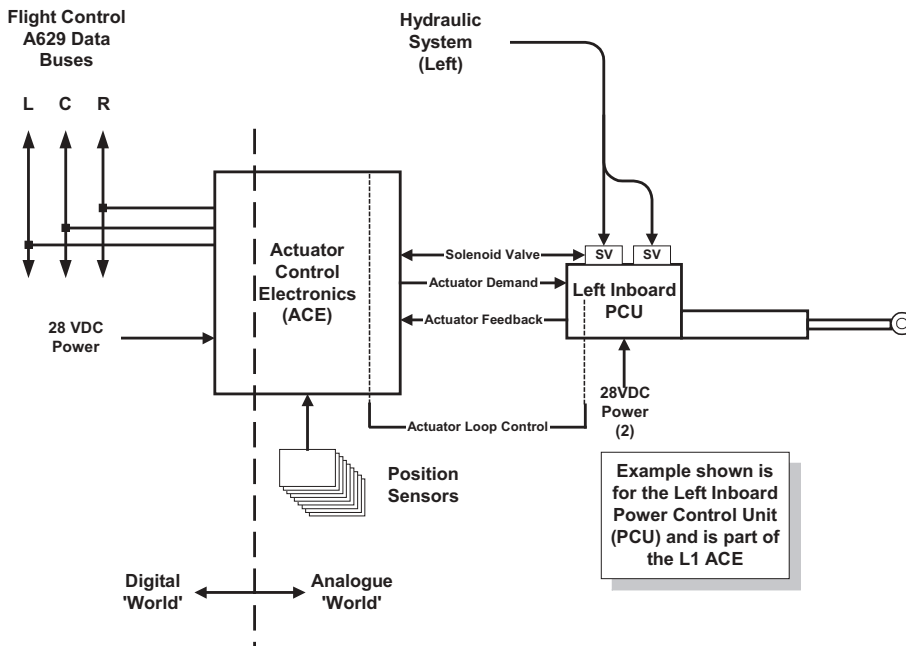 Flight Control
A629 Data
Buses
L C R
Hydraulic
System
(Left)
Actuator
Control
Electronics
(ACE)
Solenoid Valve
SV SV
Actuator Demand
Left Inboard
PCU
Actuator Feedback
28 VDC
Power
28VDC
Power
(2)
Actuator Loop Control
Position
Sensors
Example shown is
for the Left Inboard
Power Control Unit
(PCU) and is part of
the L1 ACE
Digital
'World'
Analogue
'World'